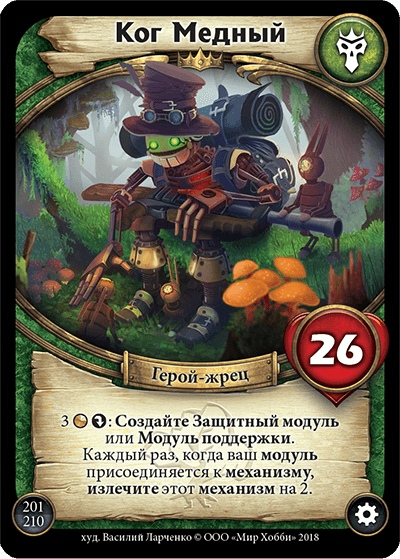 Ког Медный
26
Герой-жрец
3 : Создайте Защитный модуль
или Модуль поддержки.
Каждый раз, когда ваш модуль
присоединяется к механизму,
излечите этот механизм на 2.
201
210
худ. Василий Ларченко © ООО «Мир Хобби» 2018